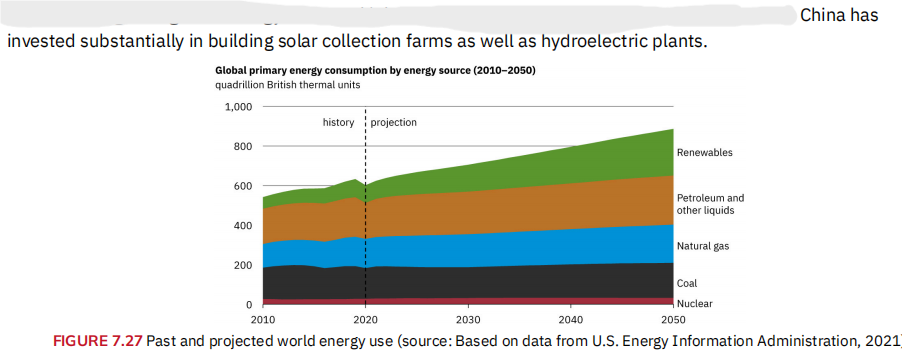 China has
invested substantially in building solar collection farms as well as hydroelectric plants.
Global primary energy consumption by energy source (2010–2050)
quadrillion British thermal units
1,000
history
projection
800
Renewables
600
Petroleum and
other liquids
400
Natural gas
200
Coal
0
Nuclear
2010 2020 2030 2040 2050
FIGURE 7.27 Past and projected world energy use (source: Based on data from U.S. Energy Information Administration, 2021